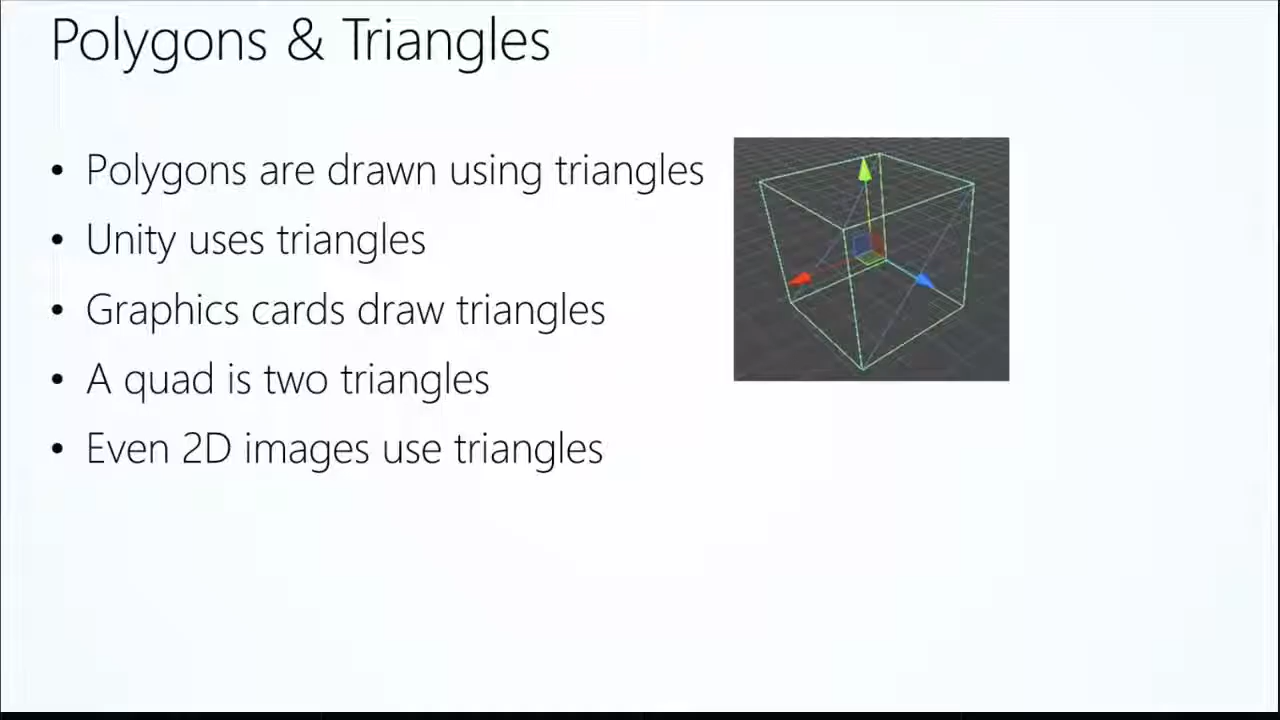 Polygons & Triangles
• Polygons are drawn using triangles
• Unity uses triangles
• Graphics cards draw triangles
• A quad is two triangles
• Even 2D images use triangles